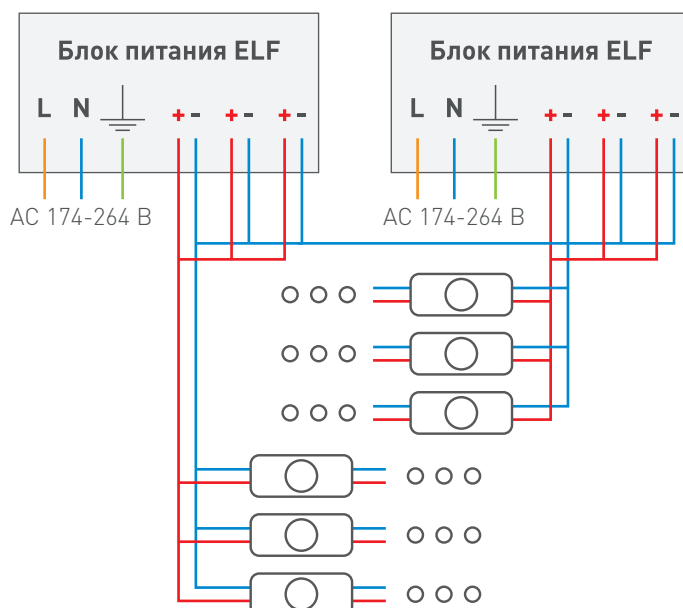 Блок питания ELF
L N + - + - + -
AC 174-264 В
Блок питания ELF
L N + - + - + -
AC 174-264 В